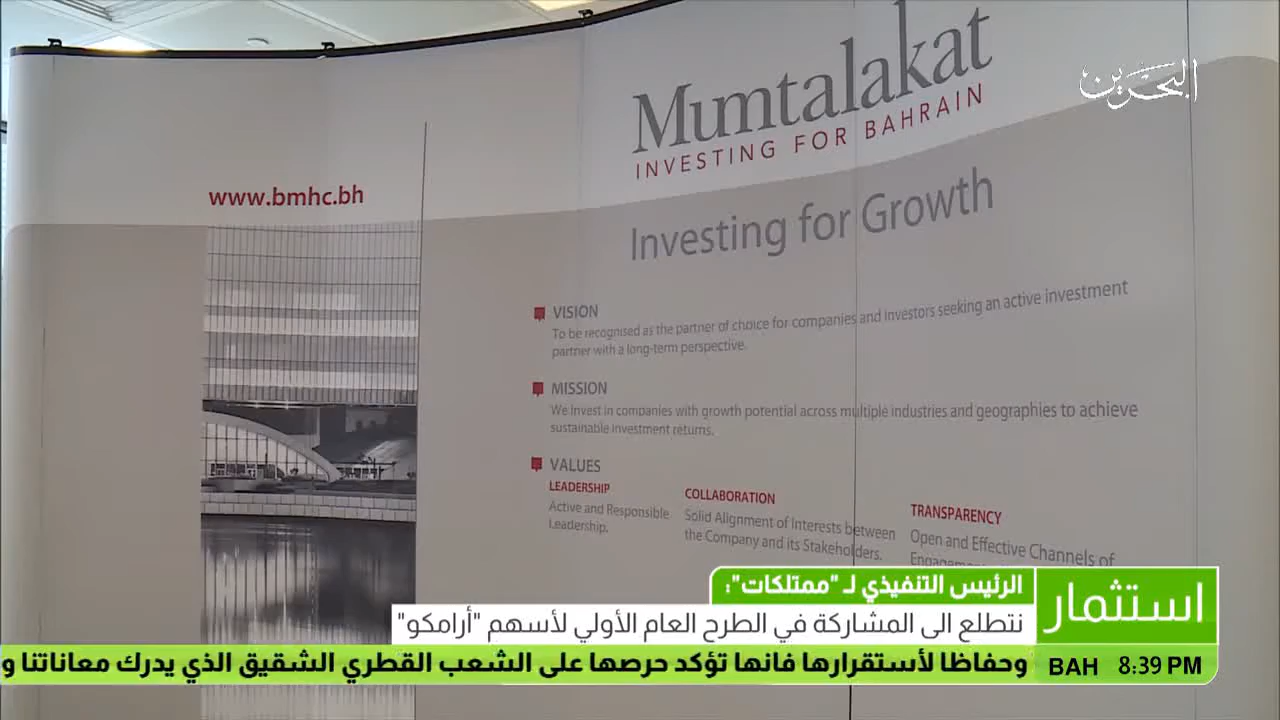 Mumtalakat
INVESTING FOR BAHRAIN
البحرين
www.bmhc.bh
Investing for Growth
VISION
To be recognised as the partner of choice for companies and investors seeking an active investment
partner with a long-term perspective.
MISSION
We invest in companies with growth potential across multiple industries and geographies to achieve
sustainable investment returns.
VALUES
LEADERSHIP
Active and Responsible
Leadership.
COLLABORATION
Solid Alignment of Interests between
the Company and its Stakeholders.
TRANSPARENCY
Open and Effective Channels of
استثمار
الرئيس التنفيذي لـ "ممتلكات":
نتطلع الى المشاركة في الطرح العام الأولي لأسهم "أرامكو"
وحفاظا لأستقرارها فانها تؤكد حرصها على الشعب القطري الشقيق الذي يدرك معاناتنا و
BAH 8:39 PM